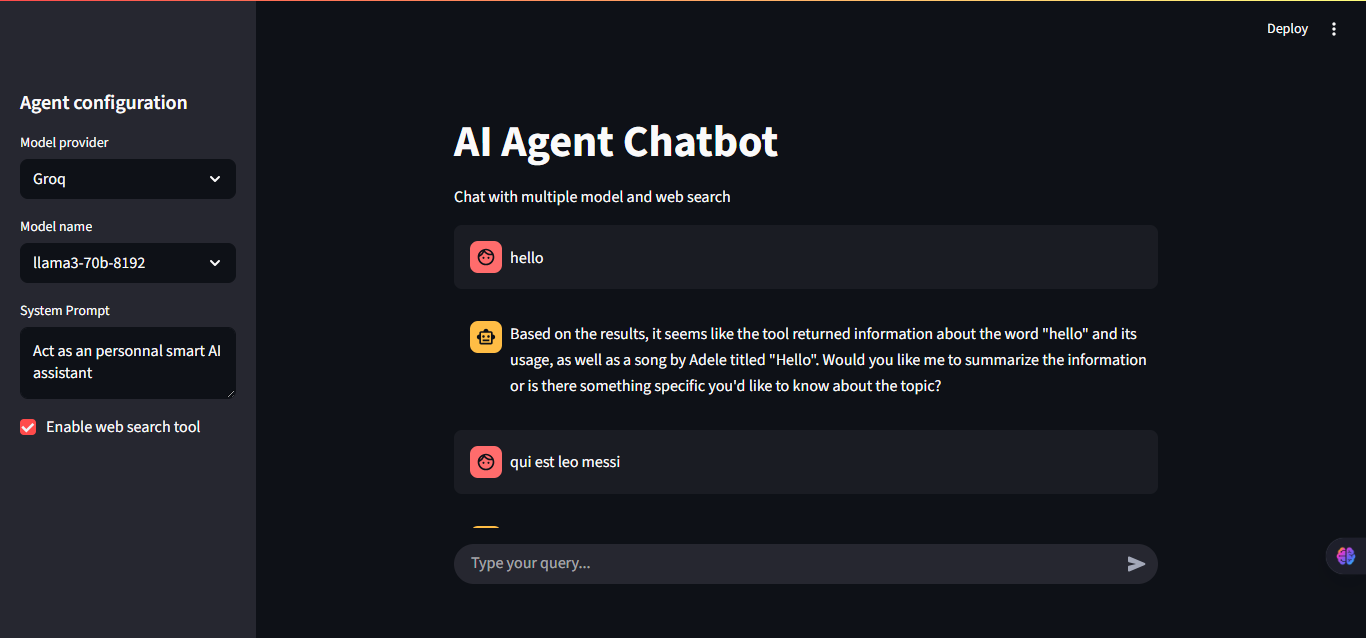 Deploy
Agent configuration
Model provider
Groq
Model name
llama3-70b-8192
System Prompt
Act as an personnal smart AI
assistant
Enable web search tool
AI Agent Chatbot
Chat with multiple model and web search
hello
Based on the results, it seems like the tool returned information about the word "hello" and its
usage, as well as a song by Adele titled "Hello". Would you like me to summarize the information
or is there something specific you'd like to know about the topic?
qui est leo messi
Type your query...